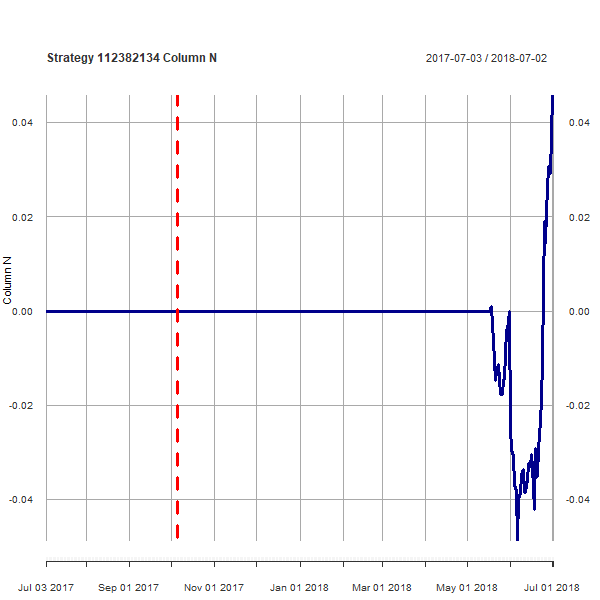 Strategy 112382134 Column N
2017-07-03 / 2018-07-02
0.04
0.04
0.02
0.02
0.00
0.00
-0.02
-0.02
-0.04
-0.04
Column N
Jul 03 2017
Sep 01 2017
Nov 01 2017
Jan 01 2018
Mar 01 2018
May 01 2018
Jul 01 2018